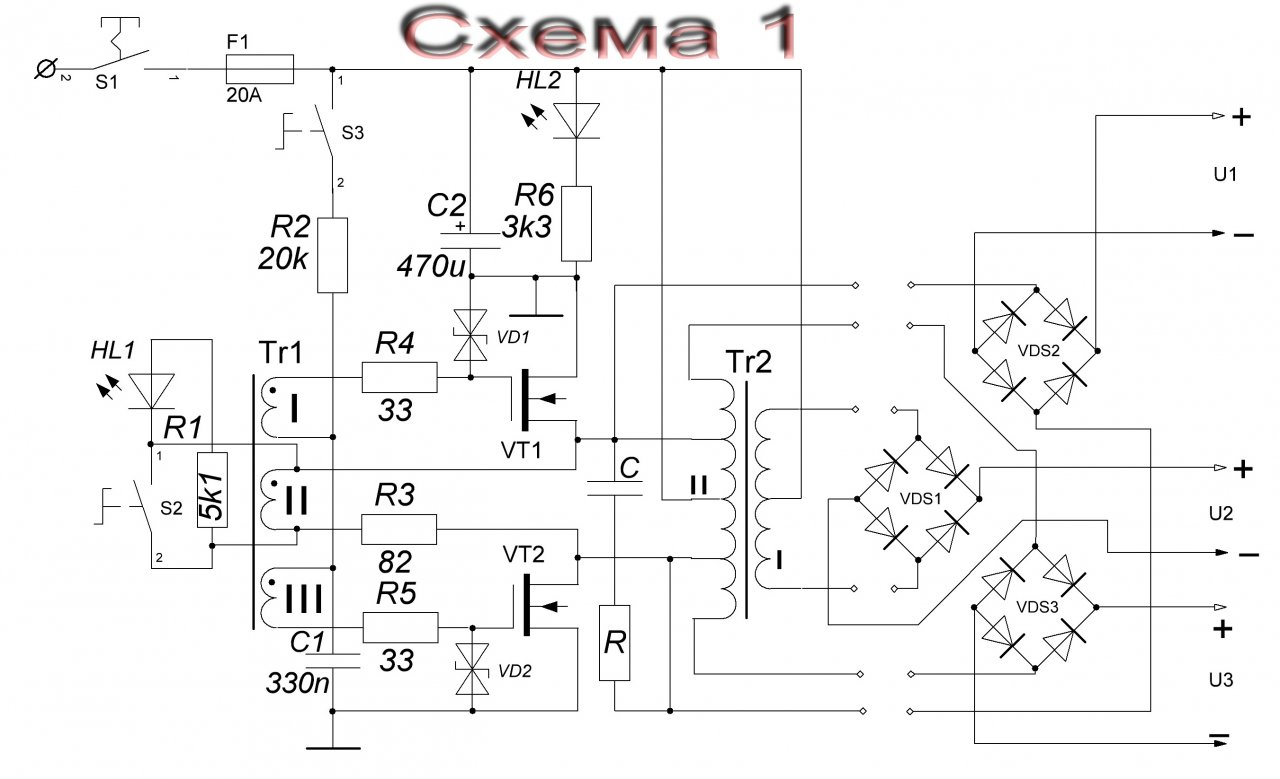 Схема 1
F1
20A
S1
2
1
1
S3
2
HL2
R6
3k3
C2
+
470u
R2
20k
VD1
HL1
Tr1
R4
33
I
VT1
R1
1
5k1
S2
2
II
R3
82
C
Tr2
II
I
VT2
III
R5
33
C1
330n
VD2
R
VDS2
VDS1
VDS3
+
U1
–
+
U2
–
+
U3
–